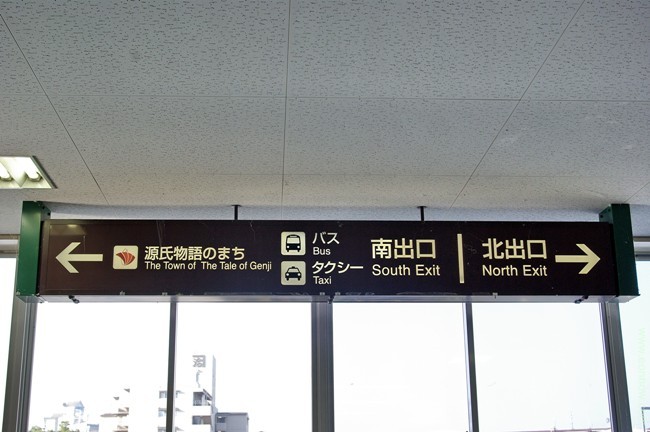 源氏物語のまち
The Town of The Tale of Genji
バス
Bus
タクシー
Taxi
南出口
South Exit
北出口
North Exit